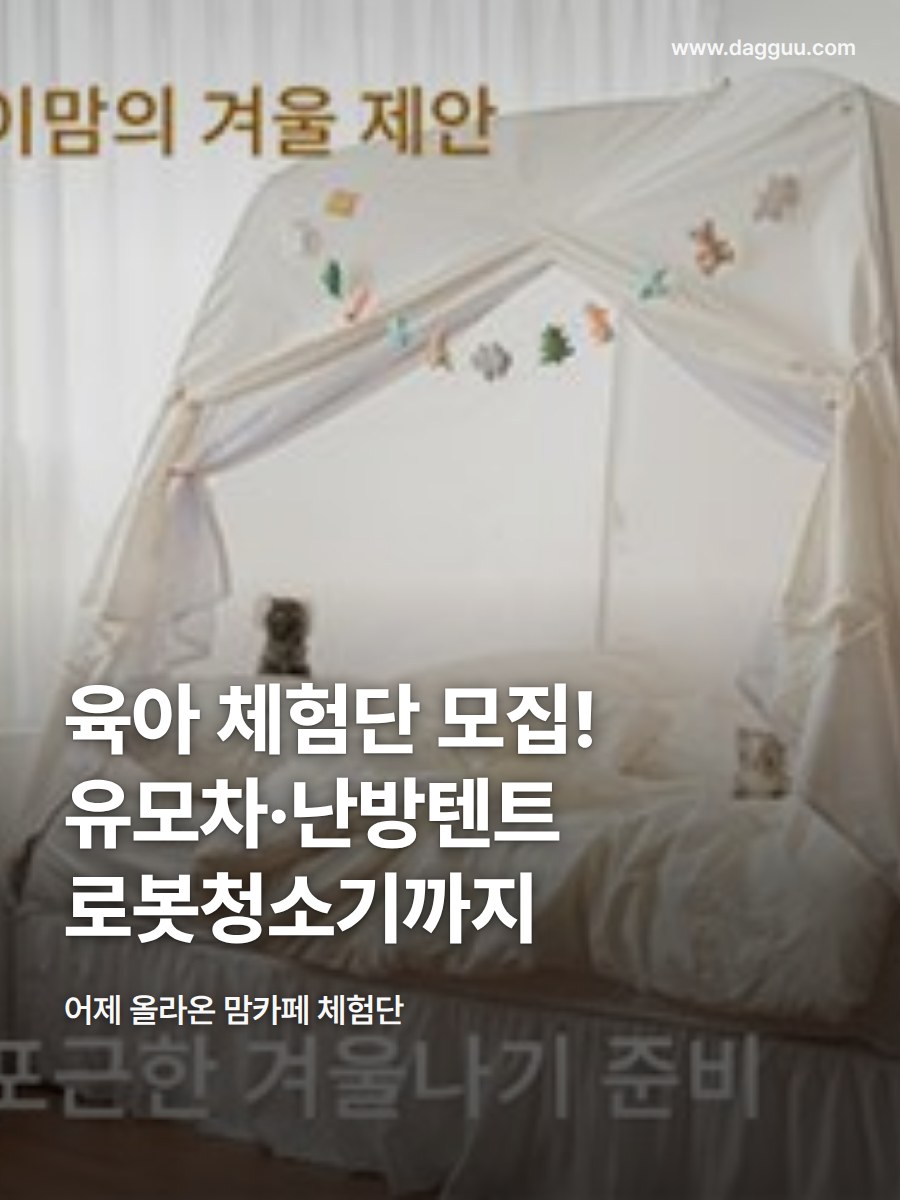 www.dagguu.com
이맘의 겨울 제안
육아 체험단 모집!
유모차·난방텐트
로봇청소기까지
어제 올라온 맘카페 체험단
포근한 겨울나기 준비